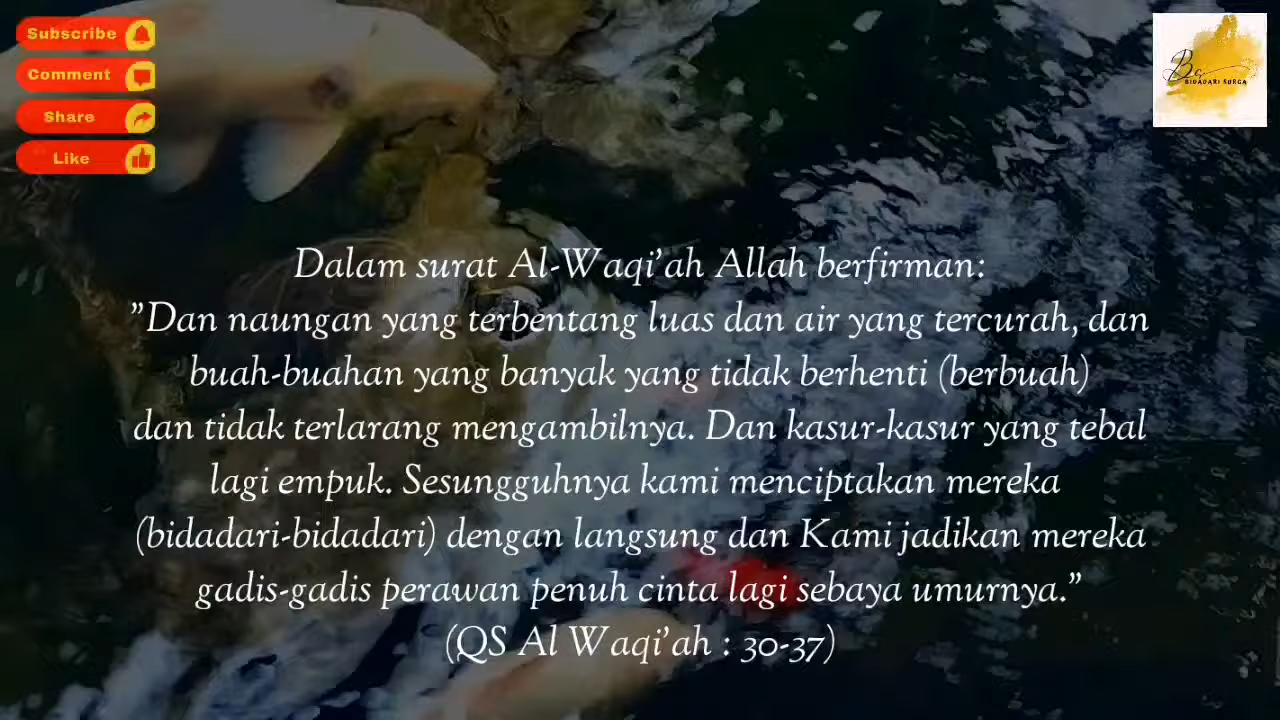 Subscribe
Comment
Share
Like
Bs
BIDADARI SURGA
Dalam surat Al-Waqi’ah Allah berfirman:
”Dan naungan yang terbentang luas dan air yang tercurah, dan
buah-buahan yang banyak yang tidak berhenti (berbuah)
dan tidak terlarang mengambilnya. Dan kasur-kasur yang tebal
lagi empuk. Sesungguhnya kami menciptakan mereka
(bidadari-bidadari) dengan langsung dan Kami jadikan mereka
gadis-gadis perawan penuh cinta lagi sebaya umurnya.”
(QS Al Waqi’ah : 30-37)